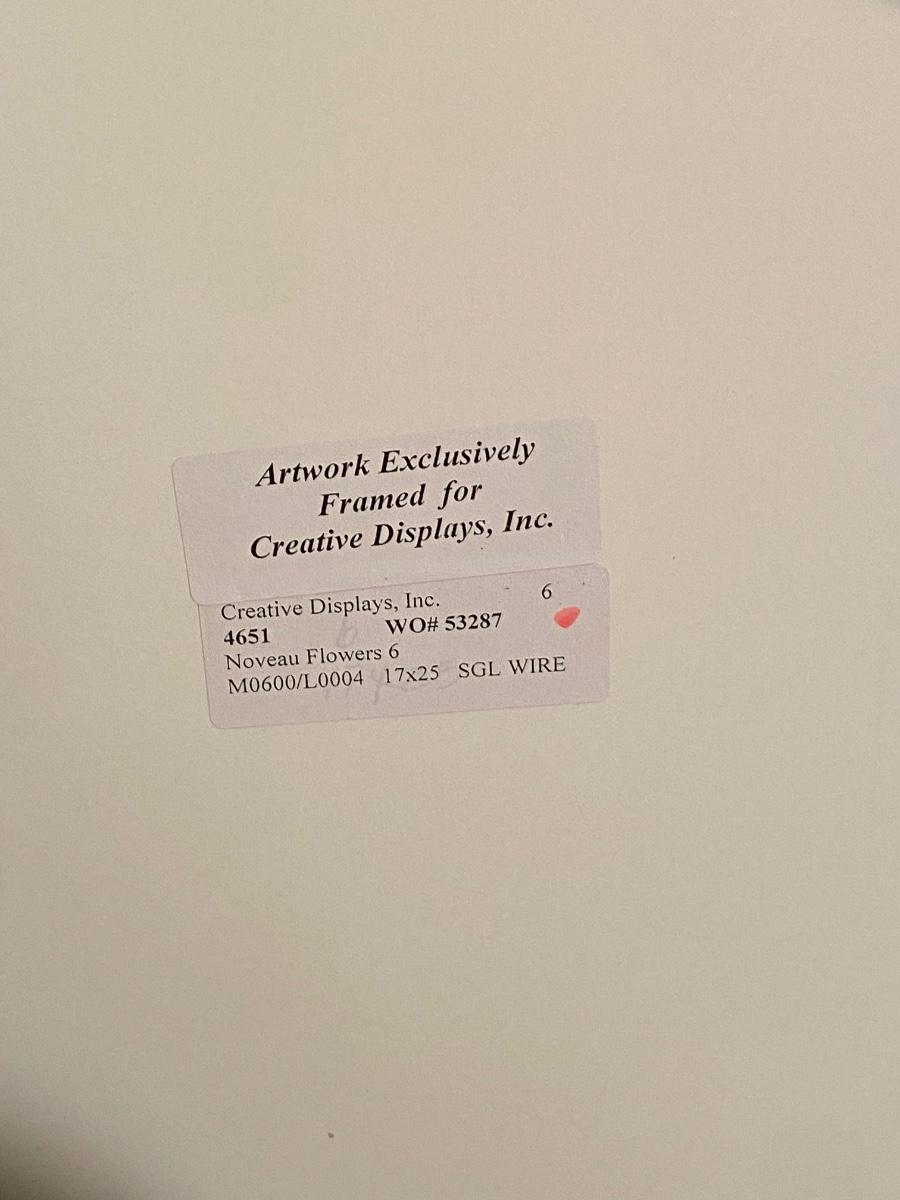 Artwork Exclusively
Framed for
Creative Displays, Inc.
Creative Displays, Inc. 6
4651 WO# 53287
Noveau Flowers 6
M0600/L0004 17x25 SGL WIRE